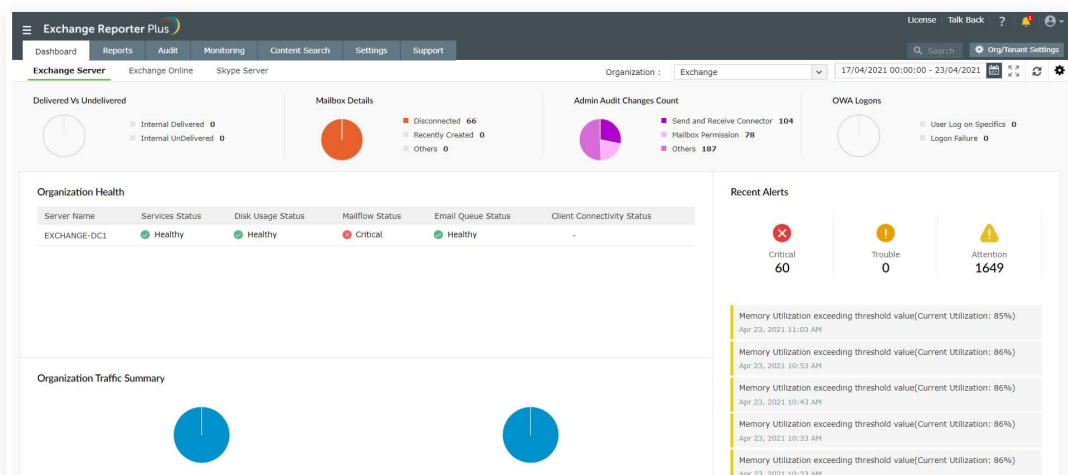 License Talk Back ?
Exchange Reporter Plus
Dashboard Reports Audit Monitoring Content Search Settings Support
Search Org/Tenant Settings
Exchange Server Exchange Online Skype Server Organization : Exchange 17/04/2021 00:00:00 - 23/04/2021
Delivered Vs Undelivered
Internal Delivered 0
Internal UnDelivered 0
Mailbox Details
Disconnected 66
Recently Created 0
Others 0
Admin Audit Changes Count
Send and Receive Connector 104
Mailbox Permission 78
Others 187
OWA Logons
User Log on Specifics 0
Logon Failure 0
Organization Health
Server Name Services Status Disk Usage Status Mailflow Status Email Queue Status Client Connectivity Status
EXCHANGE-DC1 Healthy Healthy Critical Healthy -
Organization Traffic Summary
Recent Alerts
Critical
60
Trouble
0
Attention
1649
Memory Utilization exceeding threshold value(Current Utilization: 85%)
Apr 23, 2021 11:03 AM
Memory Utilization exceeding threshold value(Current Utilization: 86%)
Apr 23, 2021 10:53 AM
Memory Utilization exceeding threshold value(Current Utilization: 86%)
Apr 23, 2021 10:43 AM
Memory Utilization exceeding threshold value(Current Utilization: 86%)
Apr 23, 2021 10:33 AM
Memory Utilization exceeding threshold value(Current Utilization: 86%)
Apr 23, 2021 10:23 AM